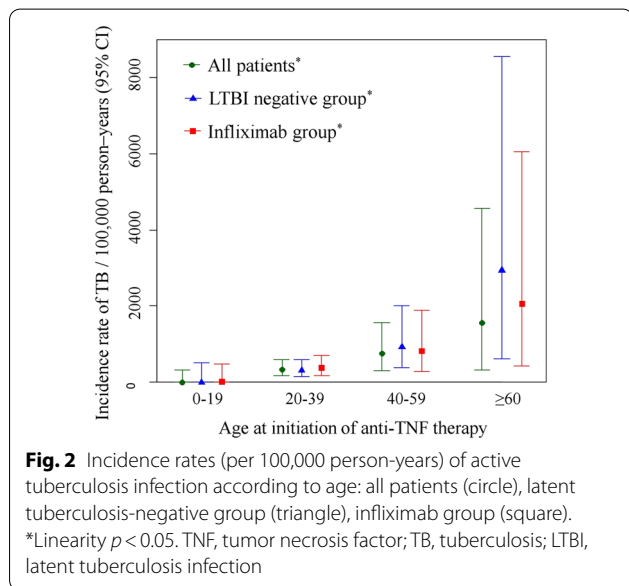 8000
6000
4000
2000
0
Incidence rate of TB / 100,000 person–years (95% CI)
All patients*
LTBI negative group*
Infliximab group*
0-19 20-39 40-59 ≥60
Age at initiation of anti-TNF therapy
Fig. 2 Incidence rates (per 100,000 person-years) of active
tuberculosis infection according to age: all patients (circle), latent
tuberculosis-negative group (triangle), infliximab group (square).
*Linearity p < 0.05. TNF, tumor necrosis factor; TB, tuberculosis; LTBI,
latent tuberculosis infection